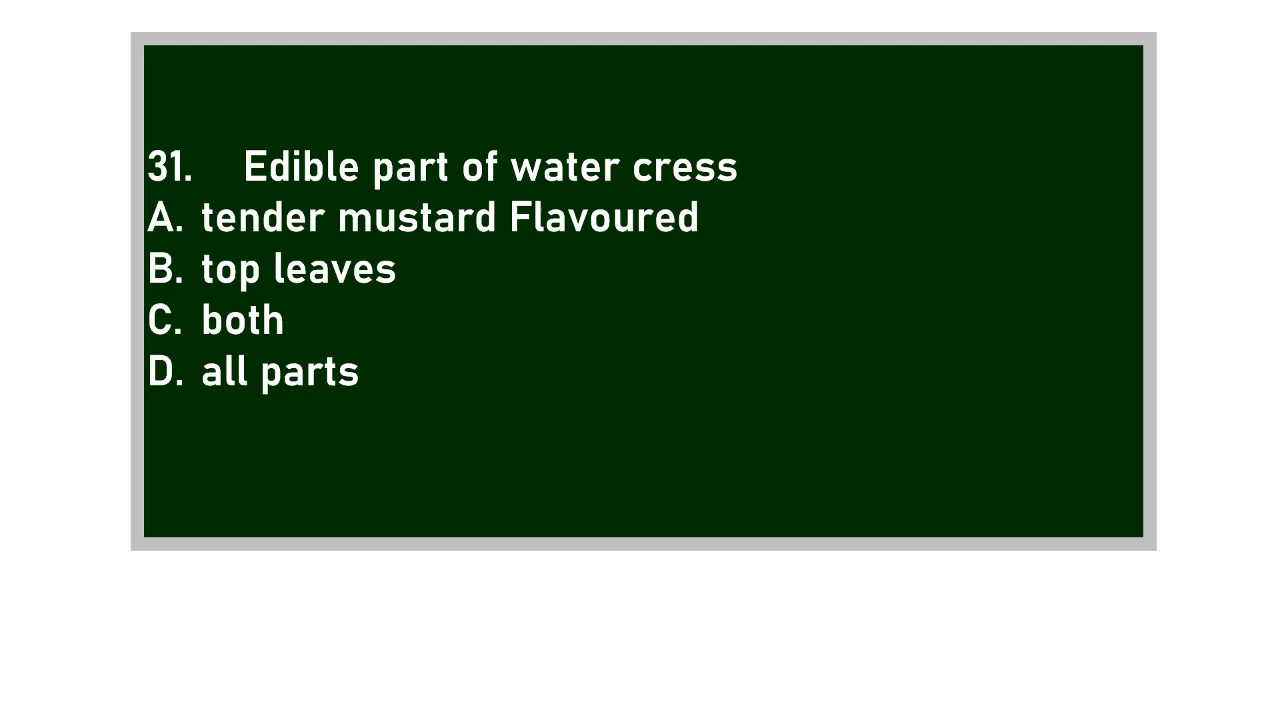 31. Edible part of water cress
A. tender mustard Flavoured
B. top leaves
C. both
D. all parts